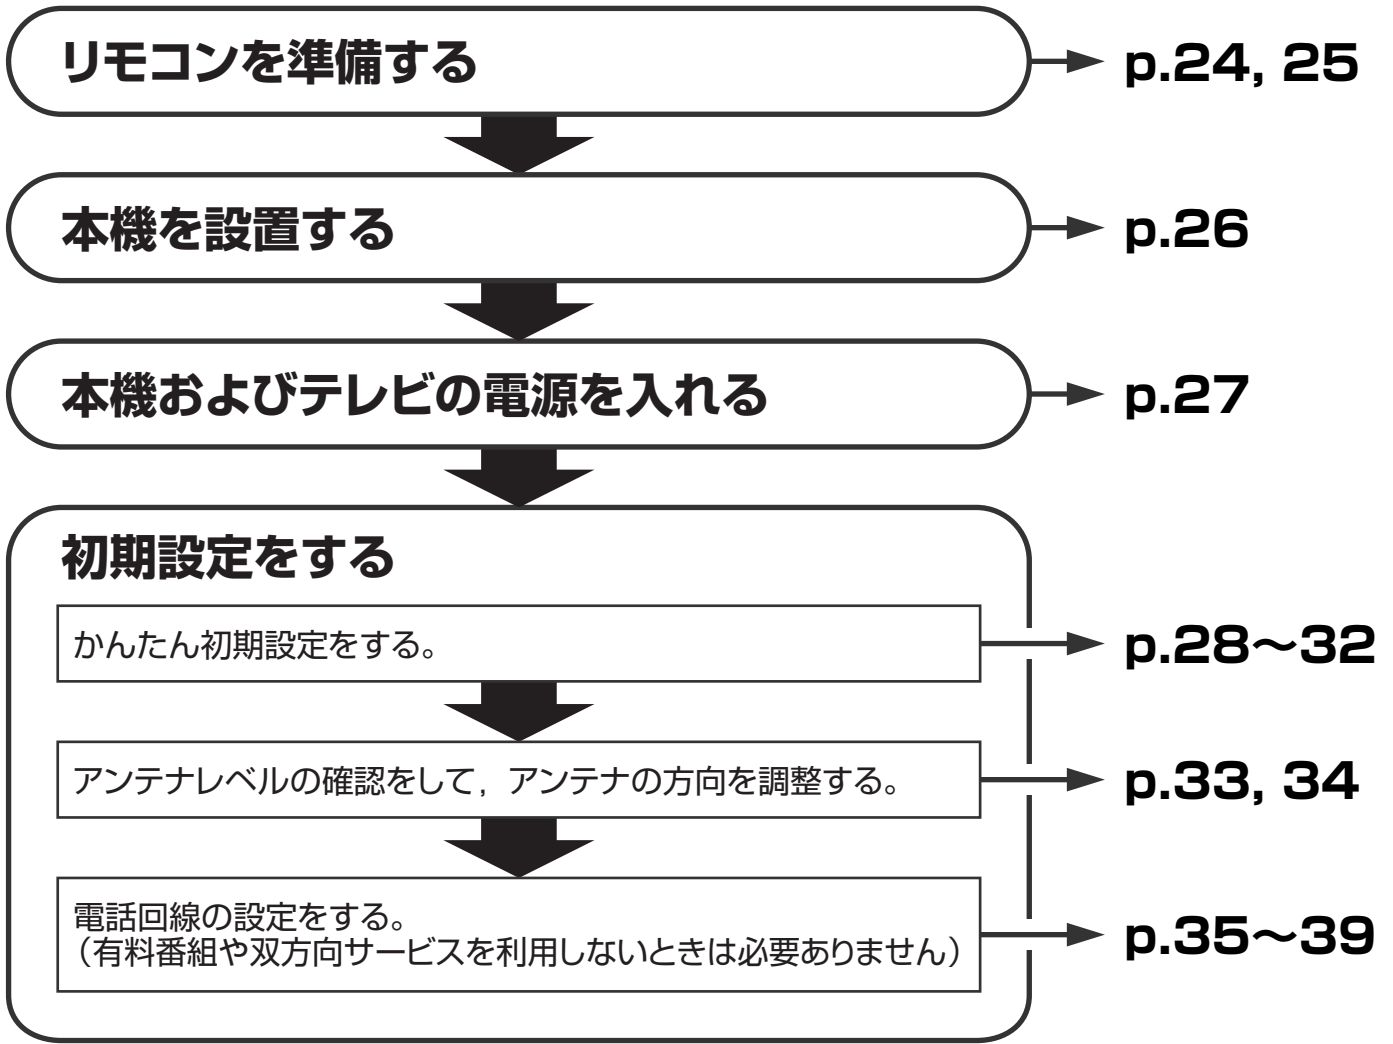 リモコンを準備する
p.24, 25
本機を設置する
p.26
本機およびテレビの電源を入れる
p.27
初期設定をする
かんたん初期設定をする。
p.28〜32
アンテナレベルの確認をして，アンテナの方向を調整する。
p.33, 34
電話回線の設定をする。
（有料番組や双方向サービスを利用しないときは必要ありません）
p.35〜39